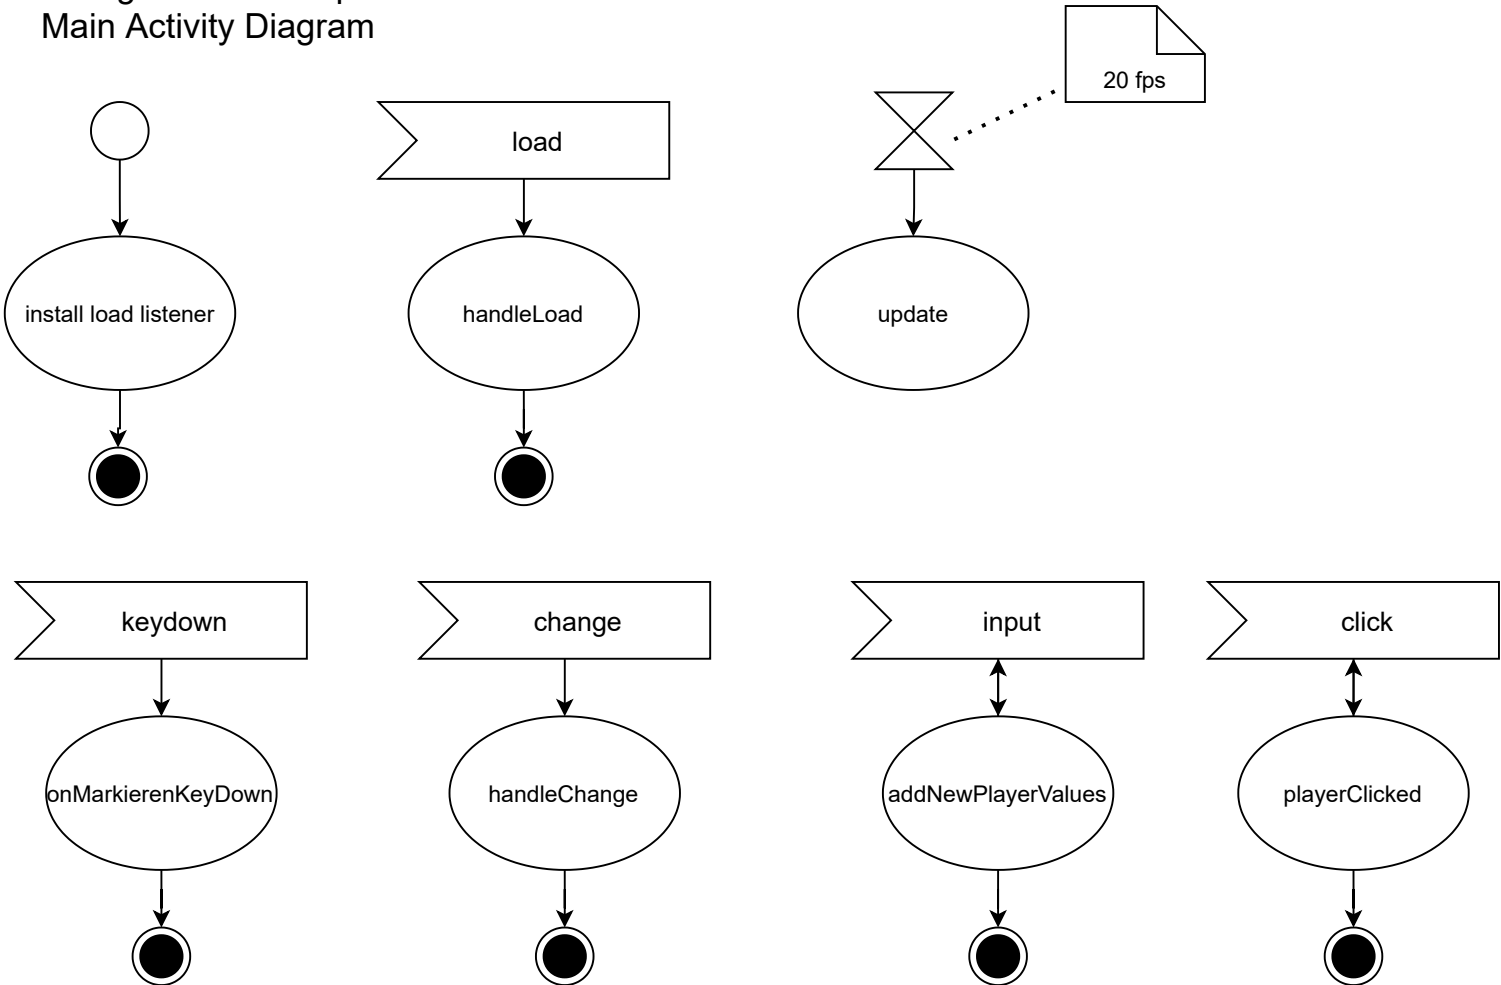 Main Activity Diagram
20 fps
load
install load listener
handleLoad
update
keydown
change
input
click
onMarkierenKeyDown
handleChange
addNewPlayerValues
playerClicked